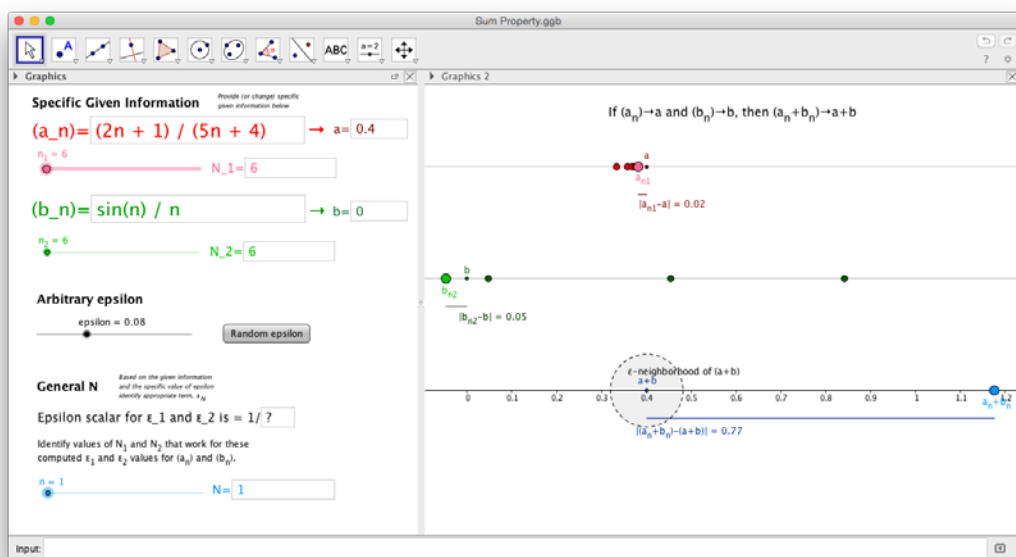 Sum Property.ggb
ABC
a=2
?
Graphics
Graphics 2
Specific Given Information
Provide (or change) specific
given information below
(a_n)= (2n + 1) / (5n + 4) → a= 0.4
n₁ = 6
N_1= 6
(b_n)= sin(n) / n → b= 0
n₂ = 6
N_2= 6
Arbitrary epsilon
epsilon = 0.08
Random epsilon
General N
Based on the given information
and the specific value of epsilon
identify appropriate term, a_N
Epsilon scalar for ε_1 and ε_2 is = 1/ ?
Identify values of N₁ and N₂ that work for these
computed ε₁ and ε₂ values for (aₙ) and (bₙ).
n = 1
N= 1
If (aₙ)→a and (bₙ)→b, then (aₙ+bₙ)→a+b
a
aₙ₁
|aₙ₁-a| = 0.02
b
bₙ₂
|bₙ₂-b| = 0.05
ε-neighborhood of (a+b)
a+b
0 0.1 0.2 0.3 0.4 0.5 0.6 0.7 0.8 0.9 1 1.1 1.2
aₙ+bₙ
|(aₙ+bₙ)-(a+b)| = 0.77
Input: